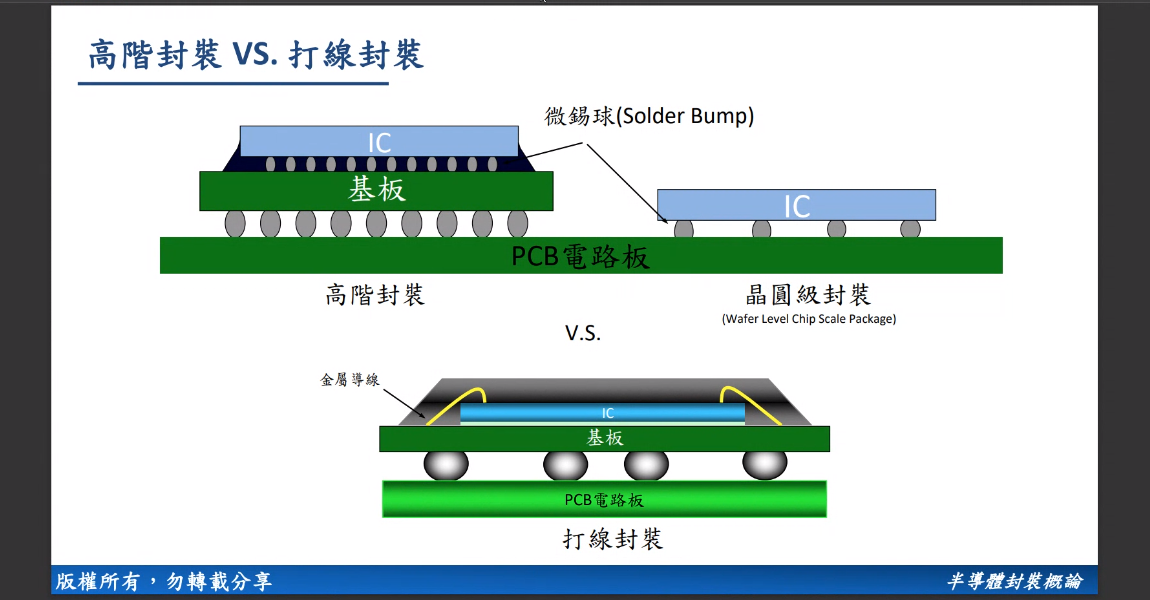 高階封裝 VS. 打線封裝
微錫球(Solder Bump)
IC
基板
IC
PCB電路板
高階封裝
晶圓級封裝
(Wafer Level Chip Scale Package)
V.S.
金屬導線
IC
基板
PCB電路板
打線封裝
版權所有，勿轉載分享
半導體封裝概論